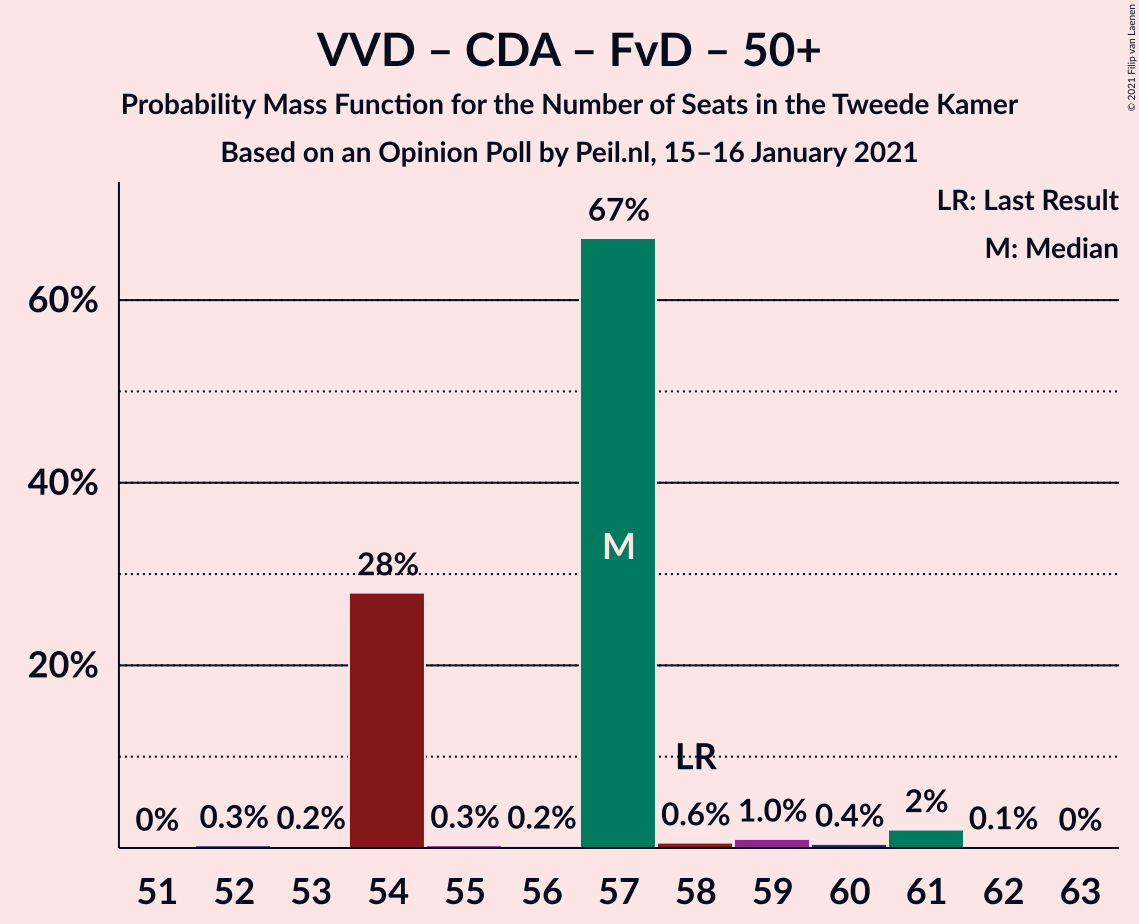 VVD – CDA – FvD – 50+
Probability Mass Function for the Number of Seats in the Tweede Kamer
Based on an Opinion Poll by Peil.nl, 15–16 January 2021
© 2021 Filip van Laenen
LR: Last Result
M: Median
60%
40%
20%
0% 0.3% 0.2% 28% 0.3% 0.2% 67% 0.6% 1.0% 0.4% 2% 0.1% 0%
M
LR
51 52 53 54 55 56 57 58 59 60 61 62 63